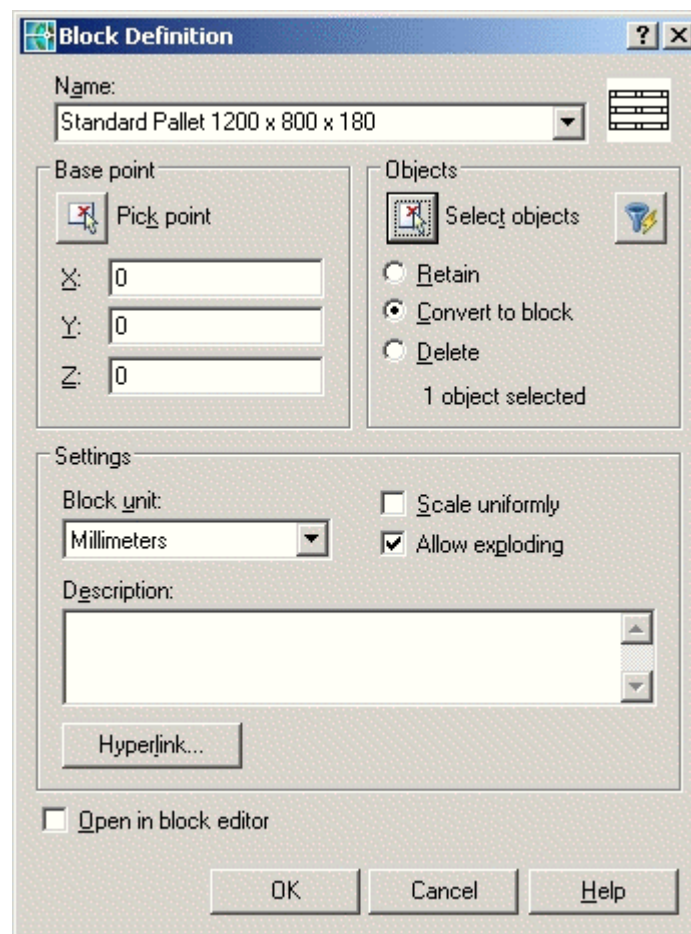 Block Definition
Name:
Standard Pallet 1200 x 800 x 180
Base point
Pick point
X: 0
Y: 0
Z: 0
Objects
Select objects
Retain
Convert to block
Delete
1 object selected
Settings
Block unit:
Millimeters
Scale uniformly
Allow exploding
Description:
Hyperlink...
Open in block editor
OK
Cancel
Help